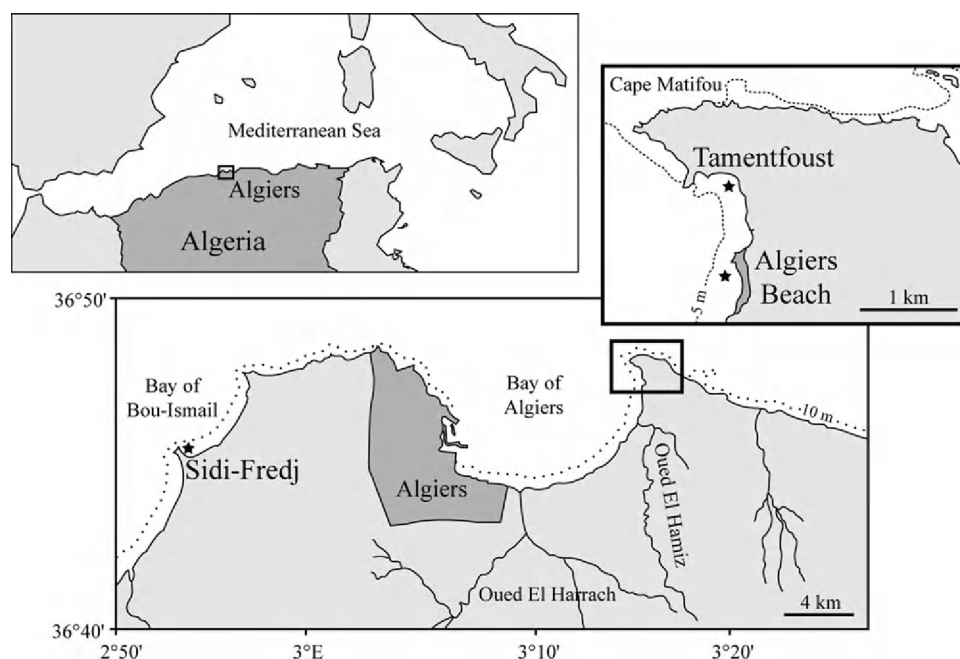 Mediterranean Sea
Algiers
Algeria
Cape Matifou
Tamentfoust
Algiers
Beach
5 m
1 km
36°50'
Bay of
Bou-Ismail
Bay of
Algiers
10 m
Sidi-Fredj
Algiers
Oued El Hamiz
Oued El Harrach
4 km
36°40'
2°50'
3°E
3°10'
3°20'